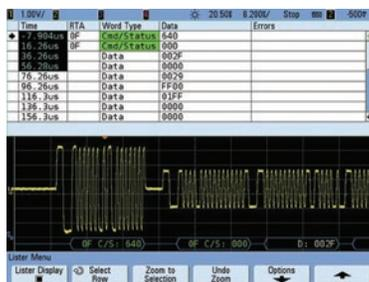 1.00V/ 20.50% 8.200%/ Stop -500▼
Time RTA Word Type Data Errors
-7.904us 0F Cmd/Status 640
16.26us 0F Cmd/Status 000
36.26us Data 002F
56.28us Data 0000
76.26us Data 0029
96.26us Data FF00
116.3us Data 01FF
136.3us Data 0000
156.3us Data 0000
0F C/S: 640
0F C/S: 000
D: 002F
Lister Menu
Lister Display
Select Row
Zoom to Selection
Undo Zoom
Options